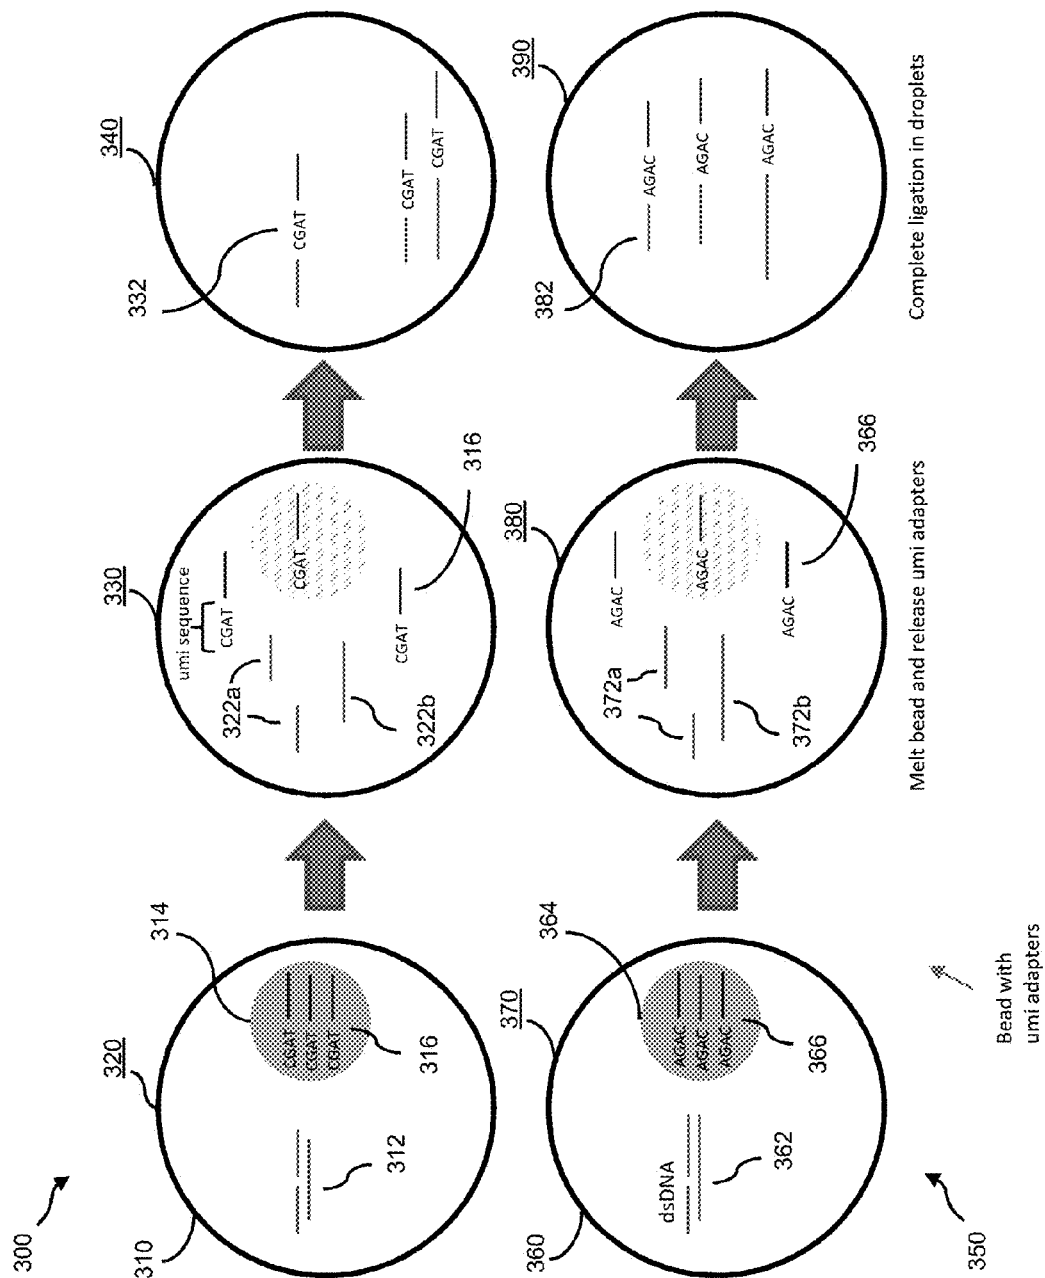 300
310
320
312
314
CGAT
CGAT
CGAT
316
330
umi sequence
CGAT
322a
322b
CGAT
CGAT
316
340
332
CGAT
CGAT
CGAT
350
360
370
dsDNA
362
364
AGAC
AGAC
AGAC
366
380
AGAC
372a
372b
AGAC
AGAC
366
390
382
AGAC
AGAC
AGAC
Bead with
umi adapters
Melt bead and release umi adapters
Complete ligation in droplets